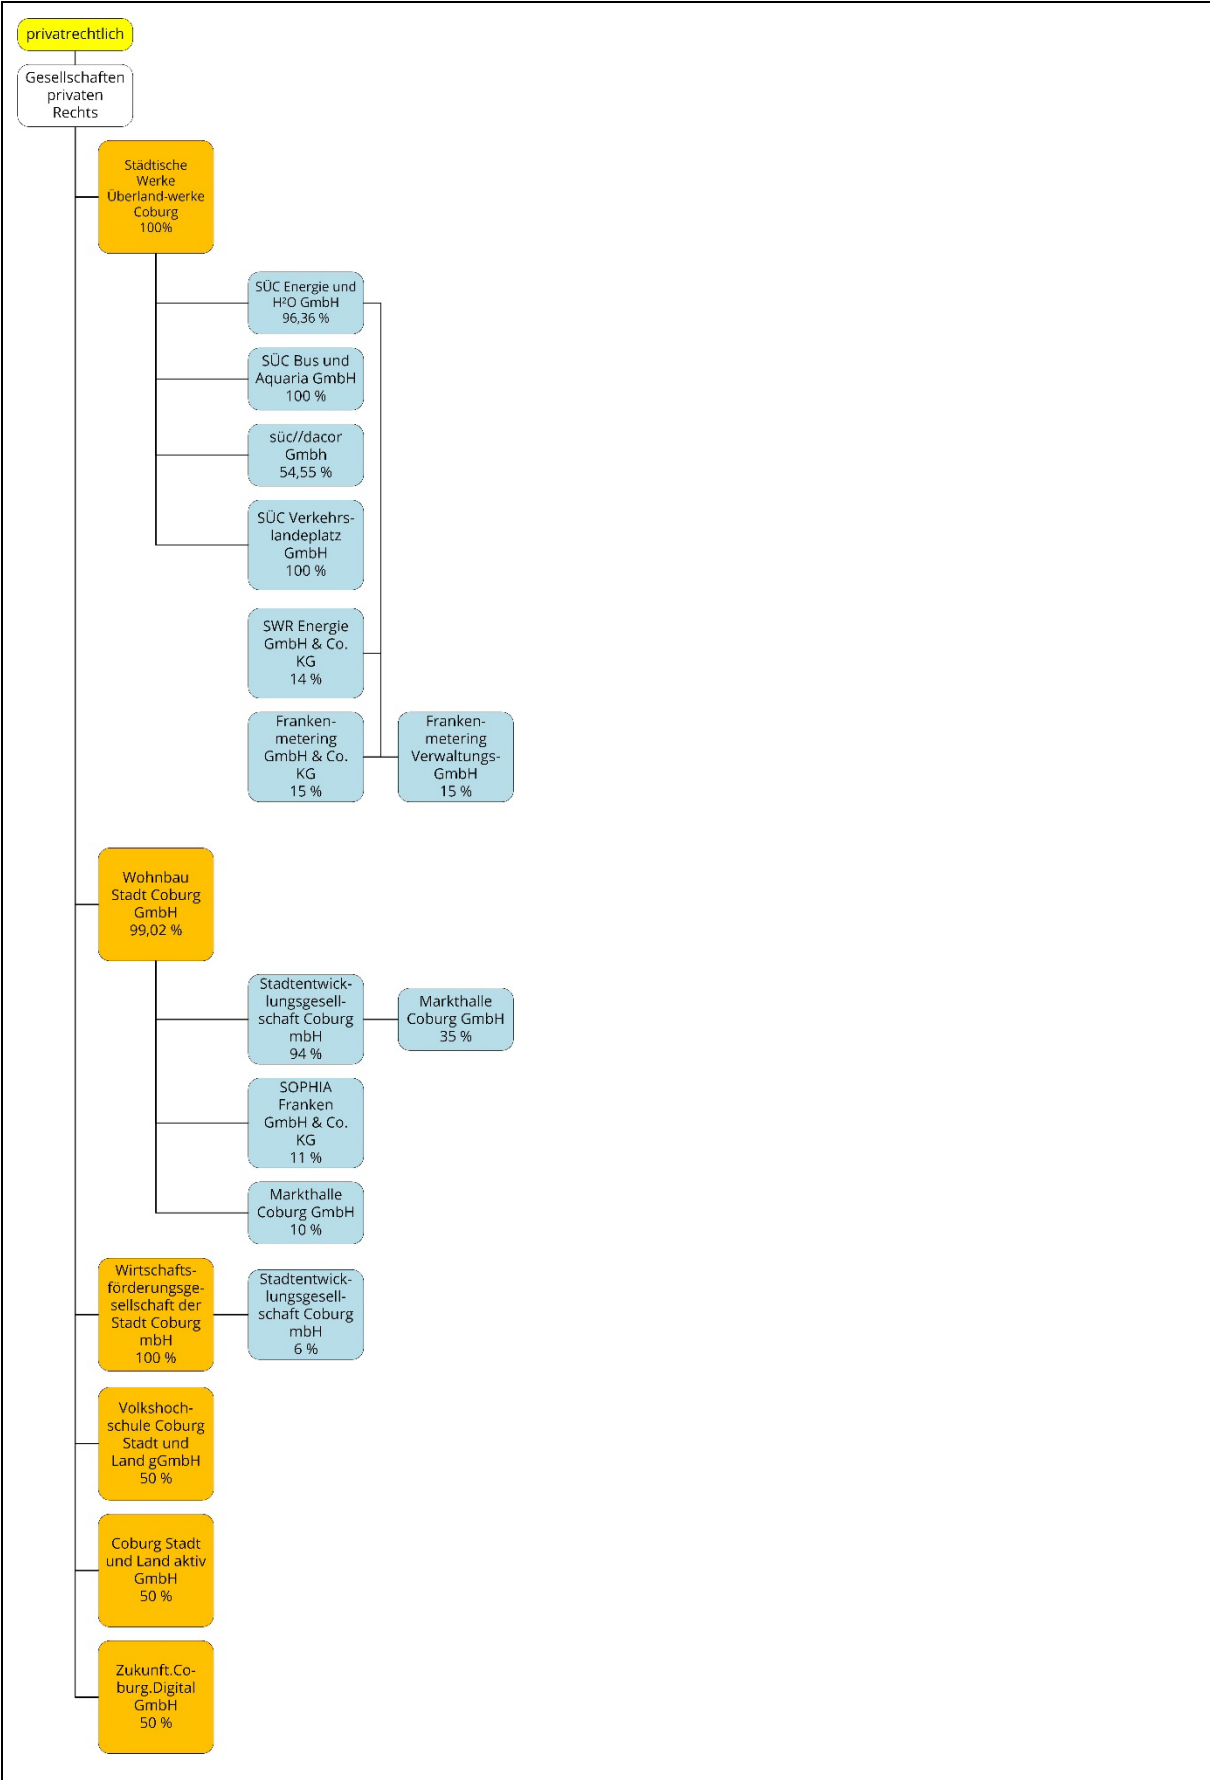 privatrechtlich
Gesellschaften
privaten
Rechts
Städtische
Werke
Überland-werke
Coburg
100%
SÜC Energie und
H²O GmbH
96,36 %
SÜC Bus und
Aquaria GmbH
100 %
süc//dacor
Gmbh
54,55 %
SÜC Verkehrs-
landeplatz
GmbH
100 %
SWR Energie
GmbH & Co.
KG
14 %
Franken-
metering
GmbH & Co.
KG
15 %
Franken-
metering
Verwaltungs-
GmbH
15 %
Wohnbau
Stadt Coburg
GmbH
99,02 %
Stadtentwick-
lungsgesell-
schaft Coburg
mbH
94 %
Markthalle
Coburg GmbH
35 %
SOPHIA
Franken
GmbH & Co.
KG
11 %
Markthalle
Coburg GmbH
10 %
Wirtschafts-
förderungsge-
sellschaft der
Stadt Coburg
mbH
100 %
Stadtentwick-
lungsgesell-
schaft Coburg
mbH
6 %
Volkshoch-
schule Coburg
Stadt und
Land gGmbH
50 %
Coburg Stadt
und Land aktiv
GmbH
50 %
Zukunft.Co-
burg.Digital
GmbH
50 %